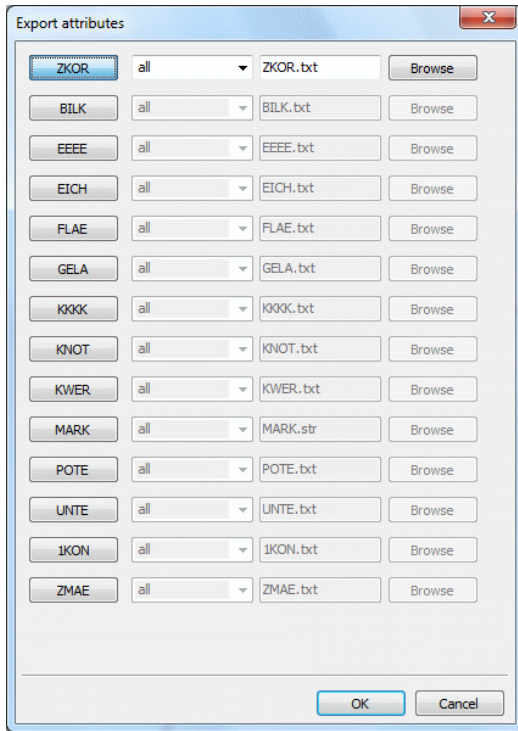 Export attributes
ZKOR all ZKOR.txt Browse
BILK all BILK.txt Browse
EEEE all EEEE.txt Browse
EICH all EICH.txt Browse
FLAE all FLAE.txt Browse
GELA all GELA.txt Browse
KKKK all KKKK.txt Browse
KNOT all KNOT.txt Browse
KWER all KWER.txt Browse
MARK all MARK.str Browse
POTE all POTE.txt Browse
UNTE all UNTE.txt Browse
1KON all 1KON.txt Browse
ZMAE all ZMAE.txt Browse
OK Cancel